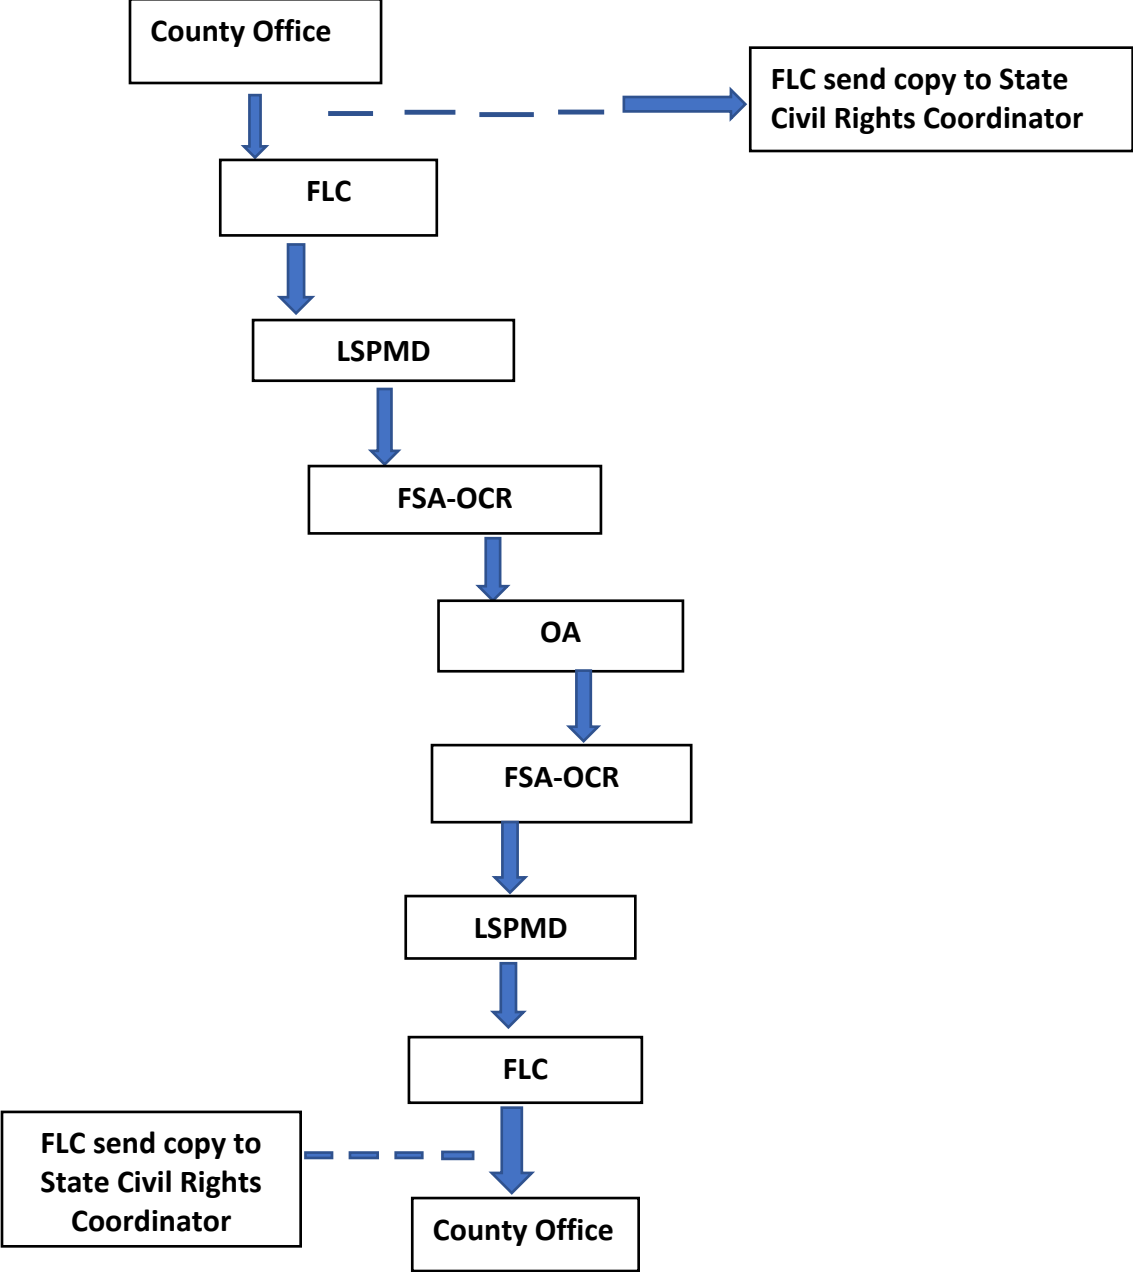 County Office
FLC send copy to State
Civil Rights Coordinator
FLC
LSPMD
FSA-OCR
OA
FSA-OCR
LSPMD
FLC
FLC send copy to
State Civil Rights
Coordinator
County Office